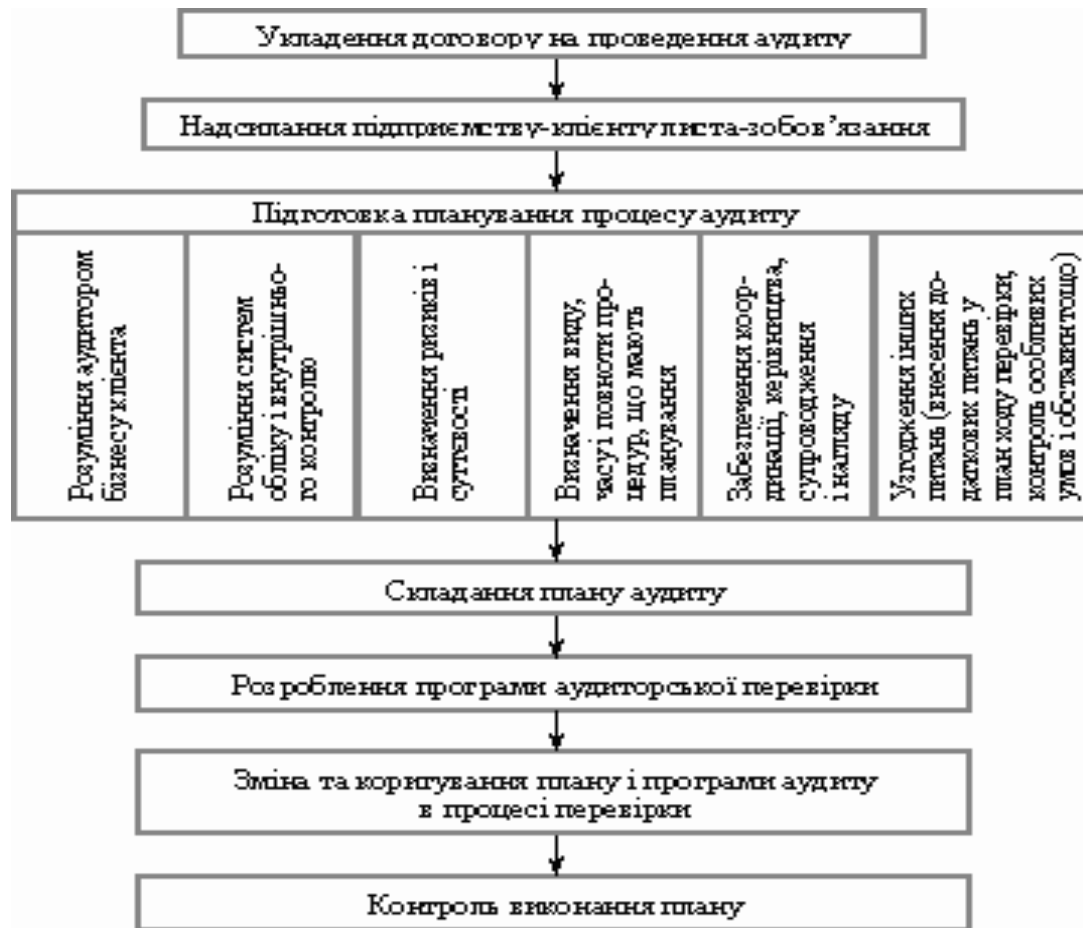 Укладення договору на проведення аудиту
Надсилання підприємству-клієнту листа-зобов’язання
Підготовка планування процесу аудиту
Розуміння аудитором
бізнесу клієнта
Розуміння систем
обліку і внутрішньо-
го контролю
Визначення ризиків і
суттєвості
Визначення виду,
часу і повноти про-
цедур, що мають
планування
Забезпечення коор-
динації, керівництва,
супроводження
і нагляду
Узгодження інших
питань (внесення до-
даткових питань у
план ходу перевірки,
контроль особливих
умов і обставин тощо)
Складання плану аудиту
Розроблення програми аудиторської перевірки
Зміна та коригування плану і програми аудиту
в процесі перевірки
Контроль виконання плану